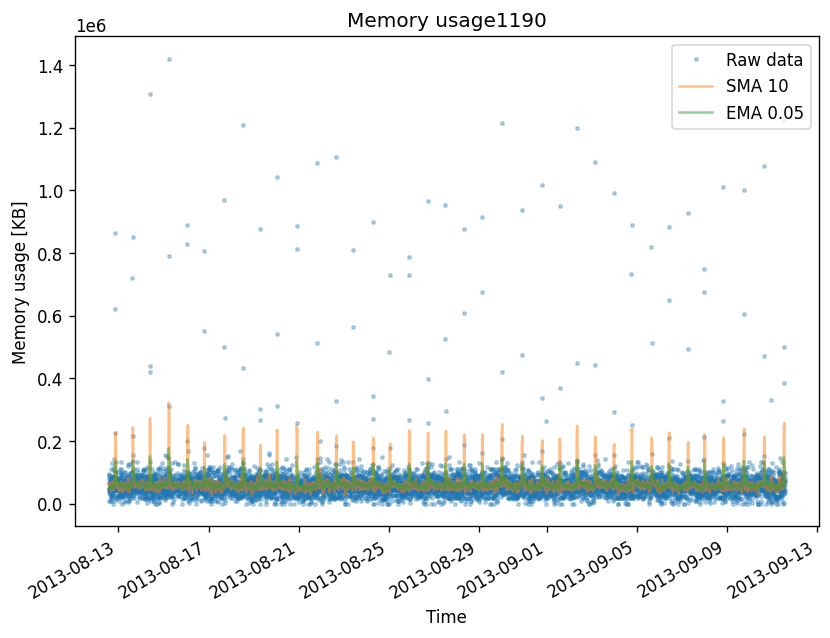 Memory usage1190
1e6
Raw data
SMA 10
EMA 0.05
1.4
1.2
1.0
0.8
0.6
0.4
0.2
0.0
Memory usage [KB]
2013-08-13
2013-08-17
2013-08-21
2013-08-25
2013-08-29
2013-09-01
2013-09-05
2013-09-09
2013-09-13
Time